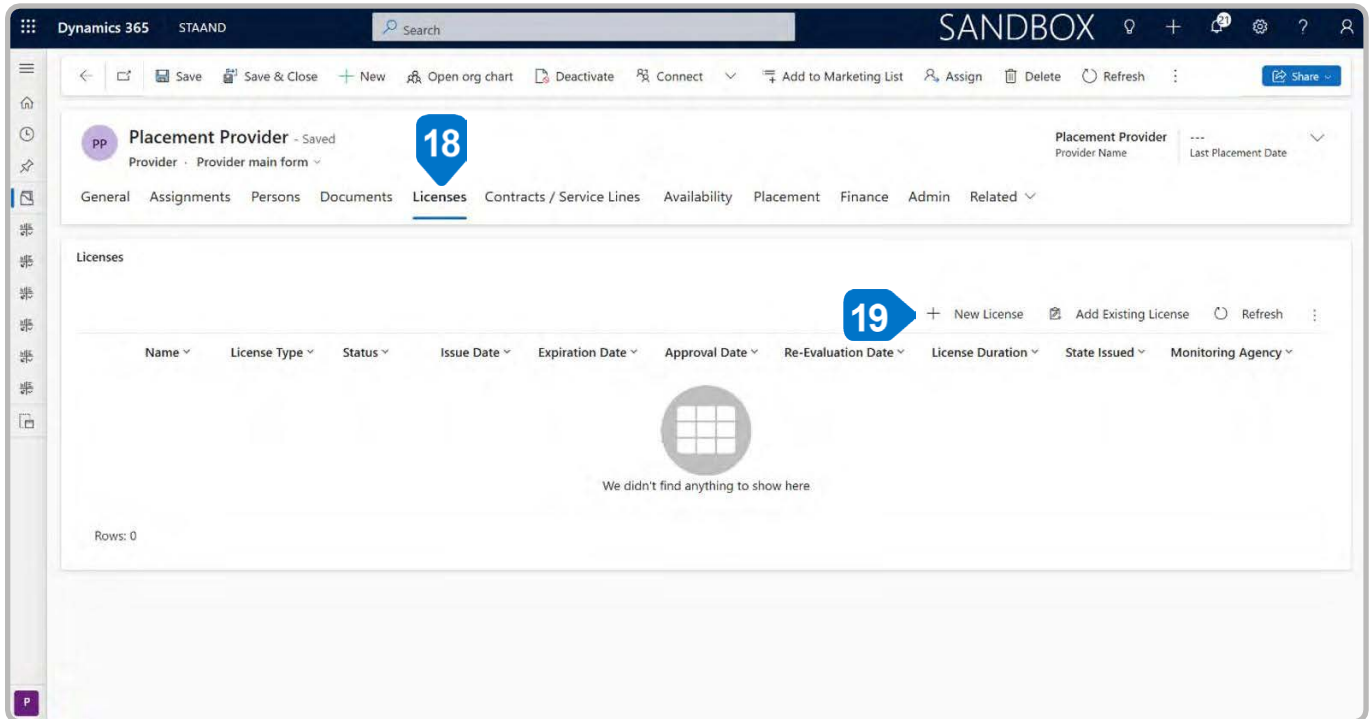 Dynamics 365 STAAND Search SANDBOX 21
Save Save & Close New Open org chart Deactivate Connect Add to Marketing List Assign Delete Refresh Share
PP Placement Provider - Saved
Provider · Provider main form
18
Placement Provider --- 
Provider Name Last Placement Date
General Assignments Persons Documents Licenses Contracts / Service Lines Availability Placement Finance Admin Related
Licenses
19 New License Add Existing License Refresh
Name License Type Status Issue Date Expiration Date Approval Date Re-Evaluation Date License Duration State Issued Monitoring Agency
We didn't find anything to show here
Rows: 0
P